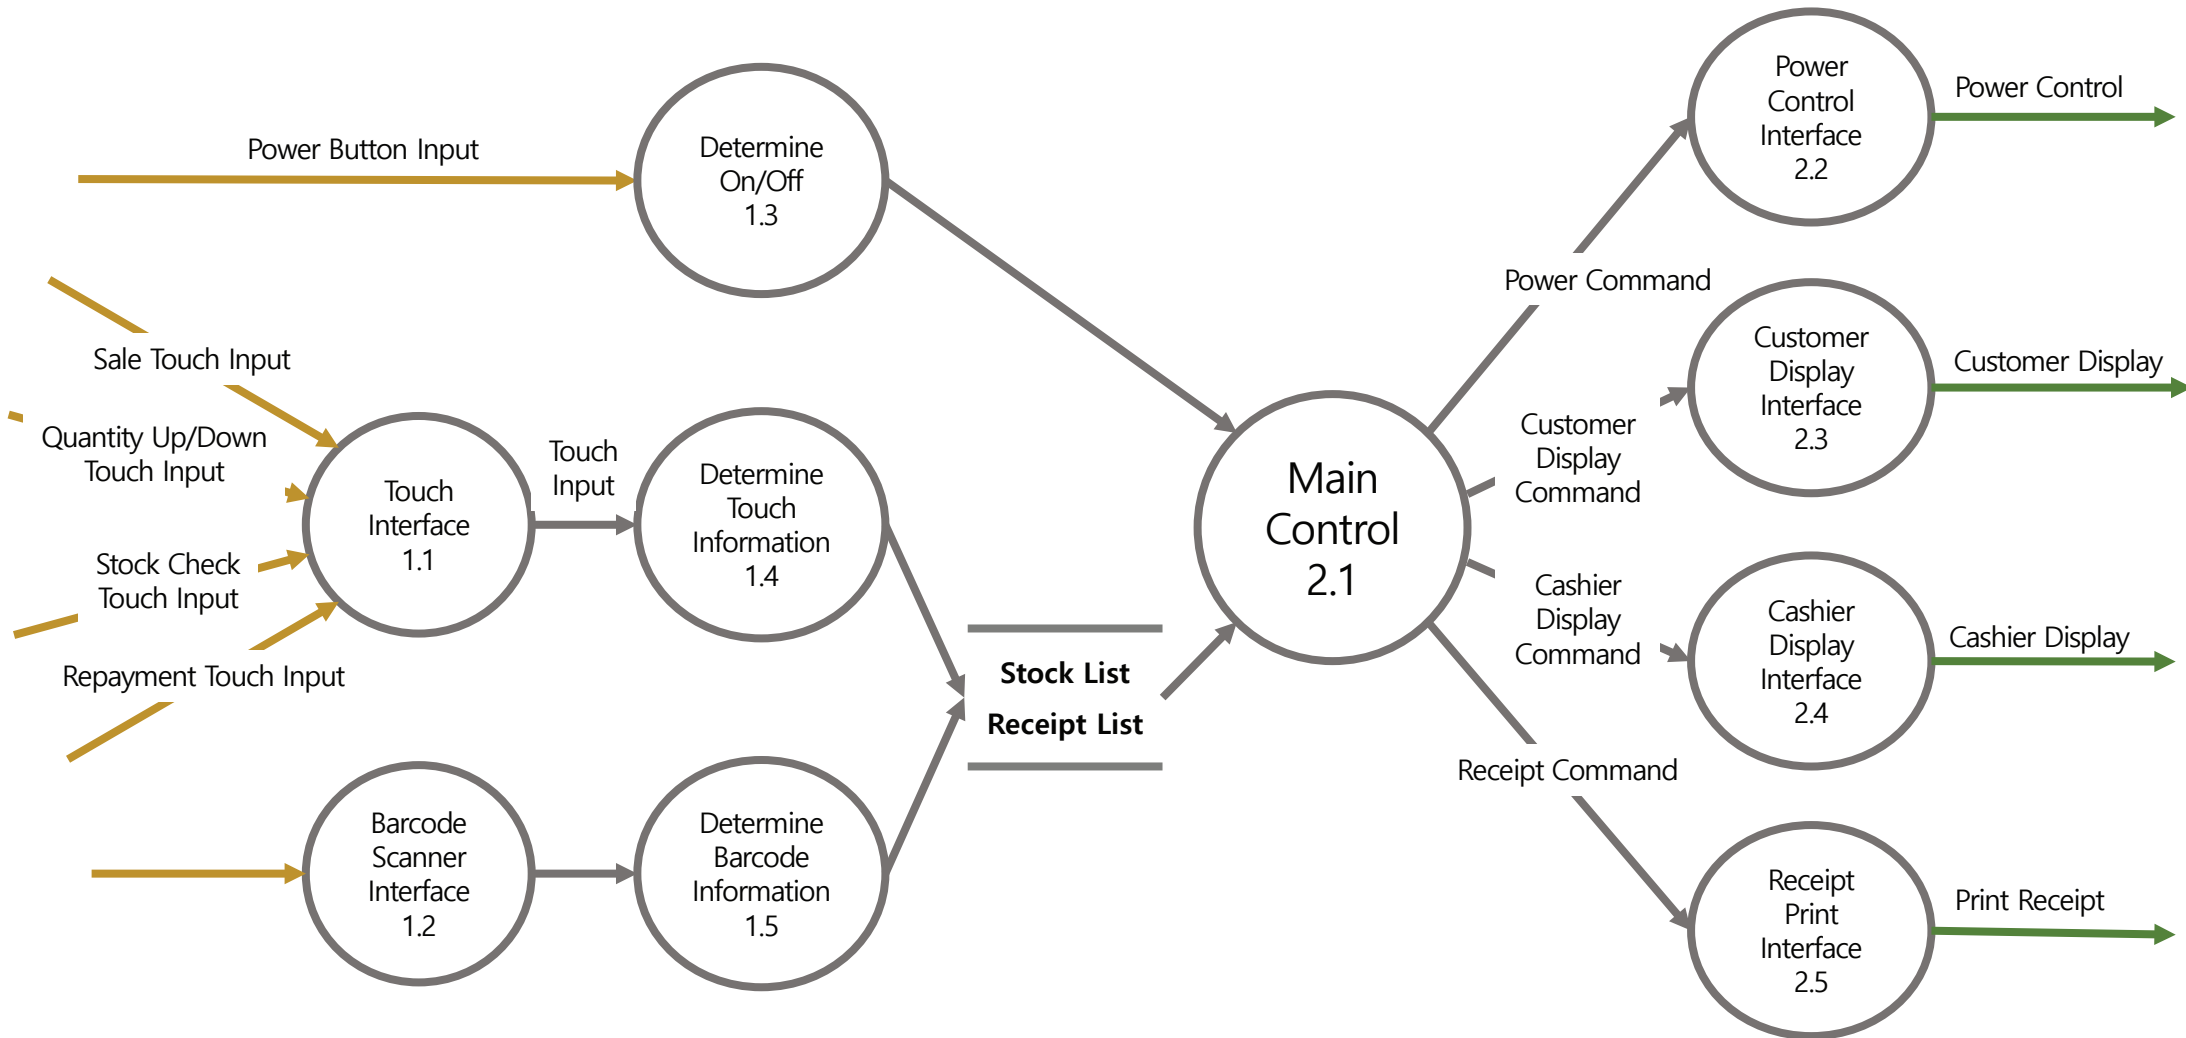 Power Button Input
Determine
On/Off
1.3
Sale Touch Input
Quantity Up/Down
Touch Input
Stock Check
Touch Input
Repayment Touch Input
Touch
Interface
1.1
Touch
Input
Determine
Touch
Information
1.4
Barcode
Scanner
Interface
1.2
Determine
Barcode
Information
1.5
Stock List
Receipt List
Main
Control
2.1
Power Command
Customer
Display
Command
Cashier
Display
Command
Receipt Command
Power
Control
Interface
2.2
Power Control
Customer
Display
Interface
2.3
Customer Display
Cashier
Display
Interface
2.4
Cashier Display
Receipt
Print
Interface
2.5
Print Receipt